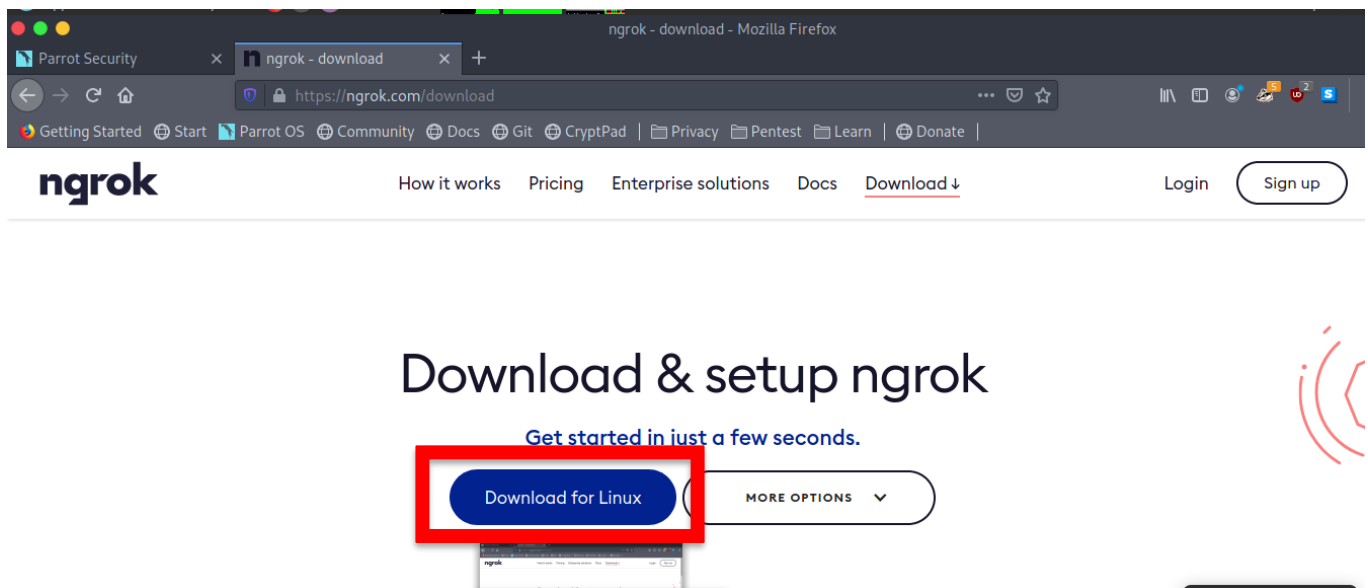 ngrok - download - Mozilla Firefox
Parrot Security
ngrok - download
https://ngrok.com/download
Getting Started Start Parrot OS Community Docs Git CryptPad Privacy Pentest Learn Donate
ngrok How it works Pricing Enterprise solutions Docs Download↓ Login Sign up
Download & setup ngrok
Get started in just a few seconds.
Download for Linux MORE OPTIONS
ngrok